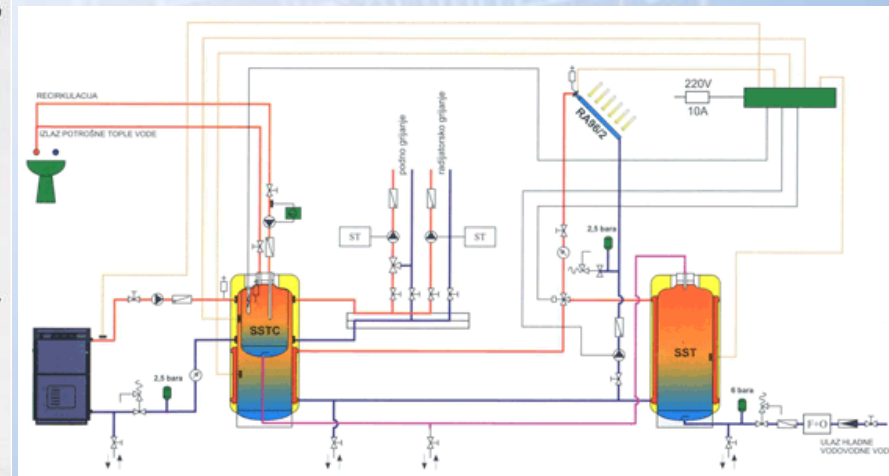 RECIRKULACIJA
IZLAZ POTROŠNE TOPLE VODE
podno grijanje
radijatorsko grijanje
220V
10A
RA96/2
ST
ST
2,5 bara
SSTC
SST
2,5 bara
6 bara
F+O
ULAZ HLADNE
VODOVODNE VOD